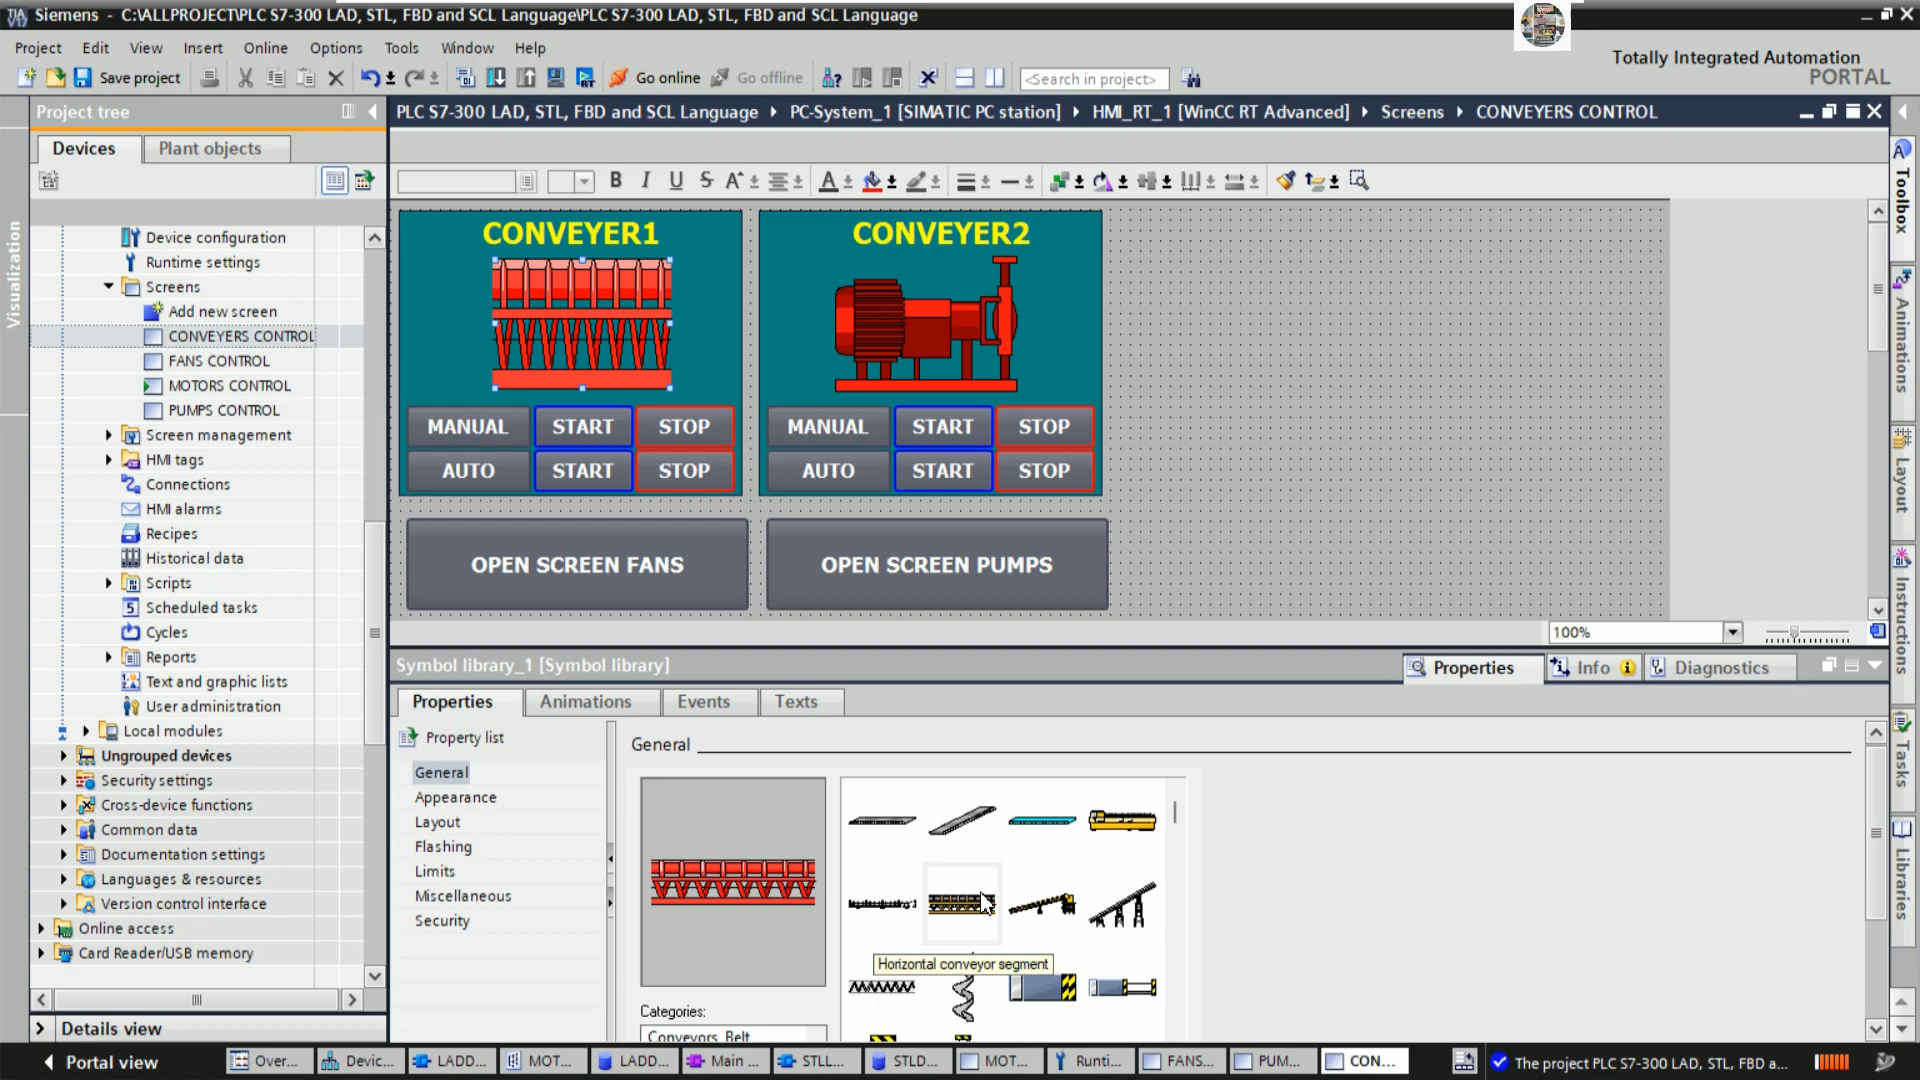 Siemens - C:\ALLPROJECT\PLC S7-300 LAD, STL, FBD and SCL Language\PLC S7-300 LAD, STL, FBD and SCL Language
Project Edit View Insert Online Options Tools Window Help
Totally Integrated Automation
PORTAL
Save project
Go online
Go offline
<Search in project>
Project tree
PLC S7-300 LAD, STL, FBD and SCL Language
PC-System_1 [SIMATIC PC station]
HMI_RT_1 [WinCC RT Advanced]
Screens
CONVEYERS CONTROL
Devices
Plant objects
Visualization
Device configuration
Runtime settings
Screens
Add new screen
CONVEYERS CONTROL
FANS CONTROL
MOTORS CONTROL
PUMPS CONTROL
Screen management
HMI tags
Connections
HMI alarms
Recipes
Historical data
Scripts
Scheduled tasks
Cycles
Reports
Text and graphic lists
User administration
Local modules
Ungrouped devices
Security settings
Cross-device functions
Common data
Documentation settings
Languages & resources
Version control interface
Online access
Card Reader/USB memory
Details view
B I U S A
CONVEYER1
MANUAL START STOP
AUTO START STOP
CONVEYER2
MANUAL START STOP
AUTO START STOP
OPEN SCREEN FANS
OPEN SCREEN PUMPS
100%
Symbol library_1 [Symbol library]
Properties
Info
Diagnostics
Properties
Animations
Events
Texts
Property list
General
Appearance
Layout
Flashing
Limits
Miscellaneous
Security
General
Horizontal conveyor segment
Categories:
Conveyors, Belt
Toolbox
Animations
Layout
Instructions
Tasks
Libraries
Portal view
Over...
Devic...
LADD...
MOT...
LADD...
Main ...
STLL...
STLD...
MOT...
Runti...
FANS...
PUM...
CON...
The project PLC S7-300 LAD, STL, FBD a...